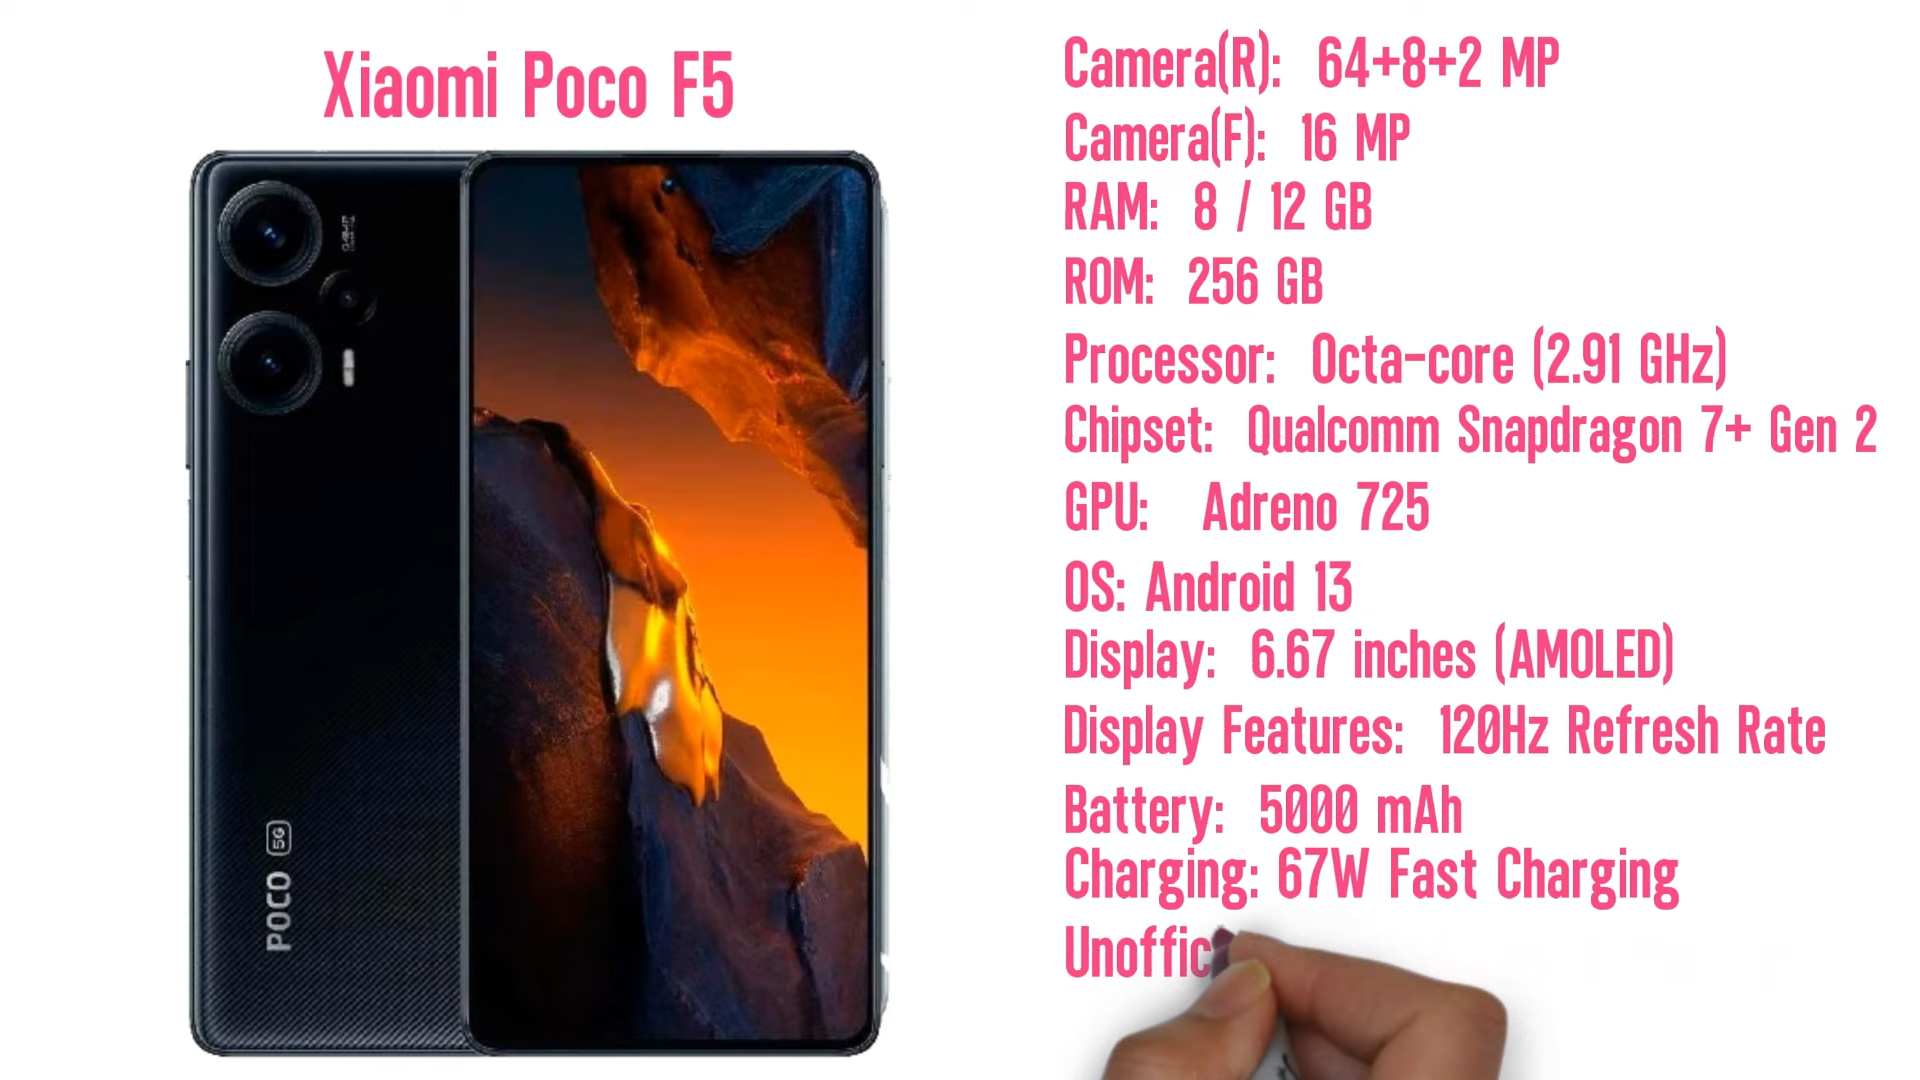 Xiaomi Poco F5
Camera(R): 64+8+2 MP
Camera(F): 16 MP
RAM: 8 / 12 GB
ROM: 256 GB
Processor: Octa-core (2.91 GHz)
Chipset: Qualcomm Snapdragon 7+ Gen 2
GPU: Adreno 725
OS: Android 13
Display: 6.67 inches (AMOLED)
Display Features: 120Hz Refresh Rate
Battery: 5000 mAh
Charging: 67W Fast Charging
Unoffic
POCO 5G